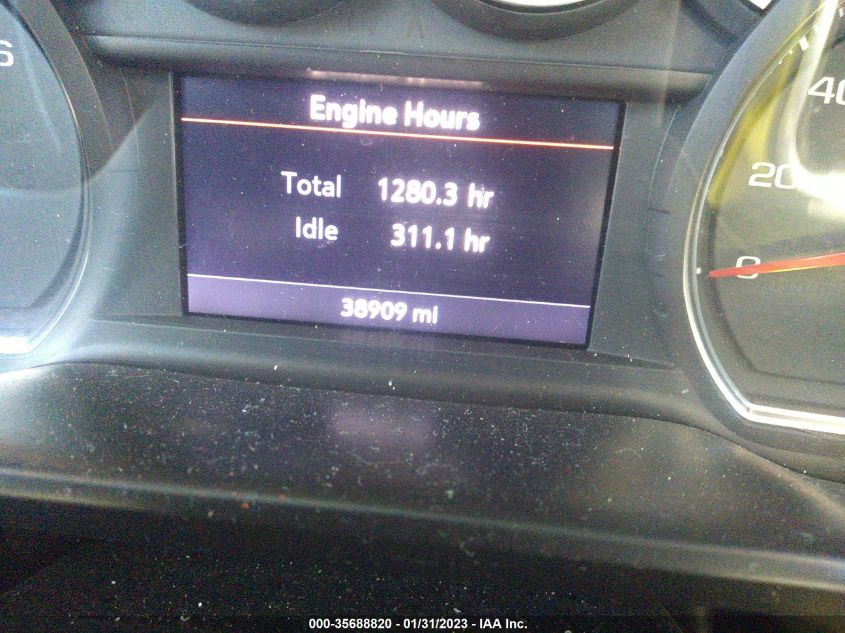 6
Engine Hours
Total 1280.3 hr
Idle 311.1 hr
38909 mi
40
20
0
000-35688820 - 01/31/2023 - IAA, Inc.